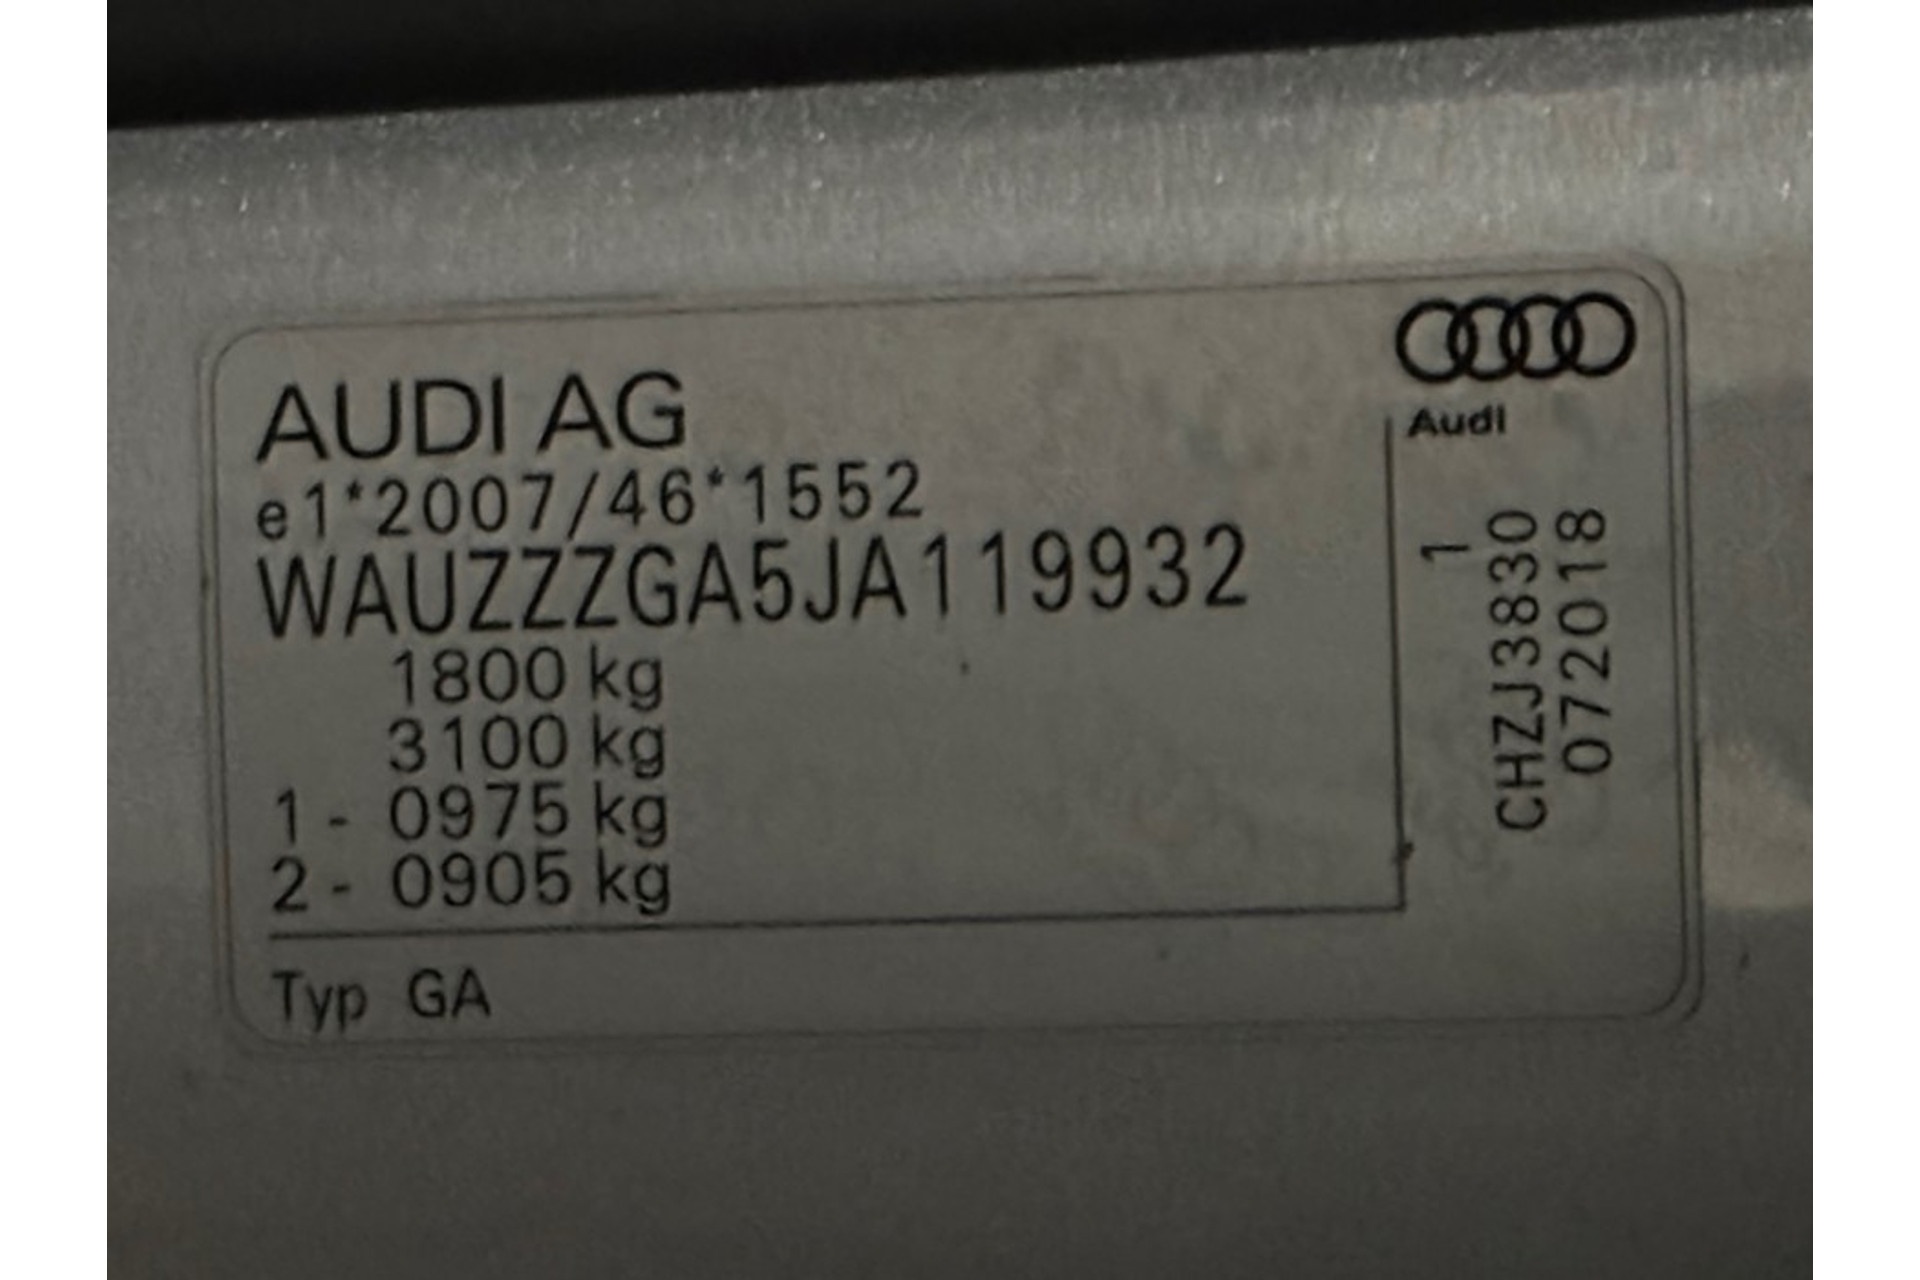 AUDI AG
e1*2007/46*1552
WAUZZZGA5JA119932
1800 kg
3100 kg
1 - 0975 kg
2 - 0905 kg
Typ GA
Audi
1
CHZJ3830
072018